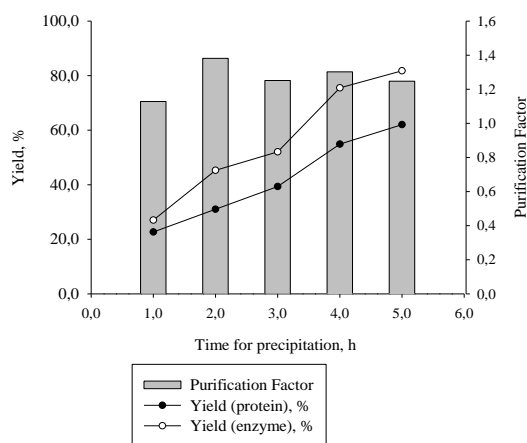 100,0
80,0
60,0
40,0
20,0
0,0
Yield, %
1,6
1,4
1,2
1,0
0,8
0,6
0,4
0,2
0,0
Purification Factor
0,0 1,0 2,0 3,0 4,0 5,0 6,0
Time for precipitation, h
Purification Factor
Yield (protein), %
Yield (enzyme), %